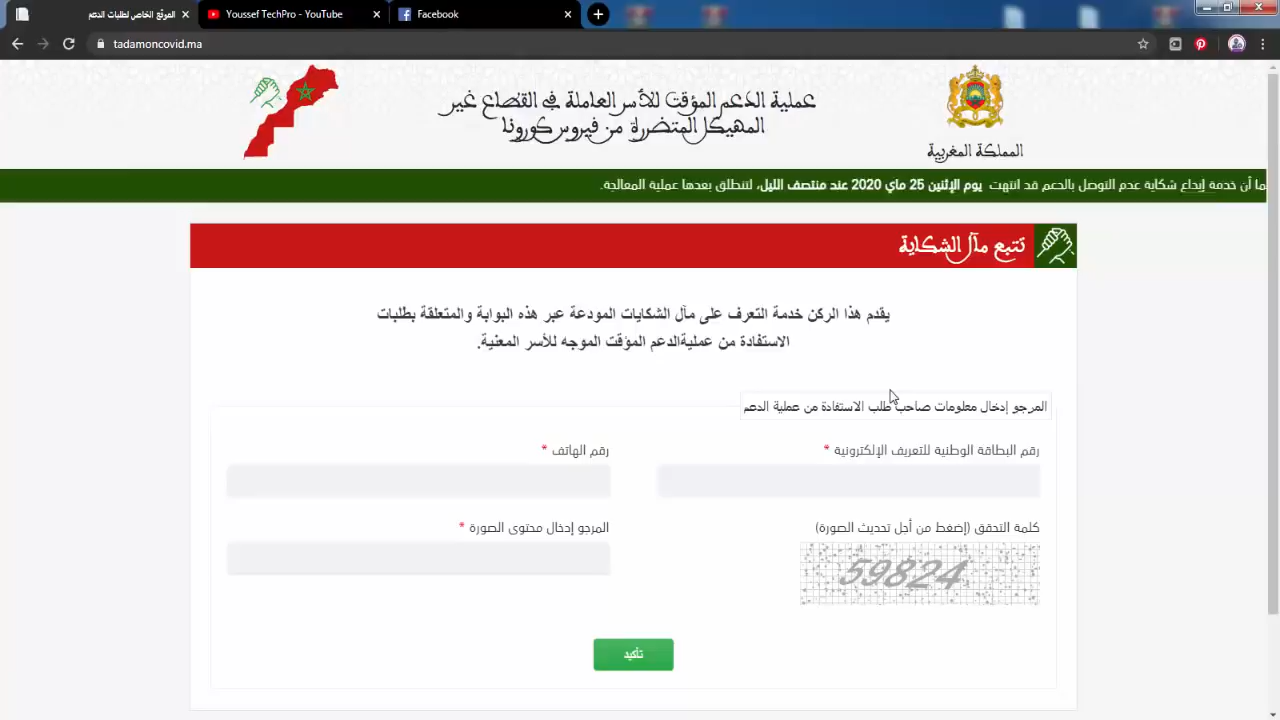 الموقع الخاص لطلبات الدعم
Youssef TechPro - YouTube
Facebook
tadamoncovid.ma
عملية الدعم المؤقت للأسر العاملة في القطاع غير
المهيكل المتضررة من فيروس كورونا
المملكة المغربية
ما أن خدمة إيداع شكاية عدم التوصل بالدعم قد انتهت يوم الإثنين 25 ماي 2020 عند منتصف الليل، لتنطلق بعدها عملية المعالجة.
تتبع مآل الشكاية
يقدم هذا الركن خدمة التعرف على مآل الشكايات المودعة عبر هذه البوابة والمتعلقة بطلبات
الاستفادة من عمليةالدعم المؤقت الموجه للأسر المعنية.
المرجو إدخال معلومات صاحب طلب الاستفادة من عملية الدعم
رقم البطاقة الوطنية للتعريف الإلكترونية *
رقم الهاتف *
كلمة التحقق (إضغط من أجل تحديث الصورة)
المرجو إدخال محتوى الصورة *
59824
تأكيد